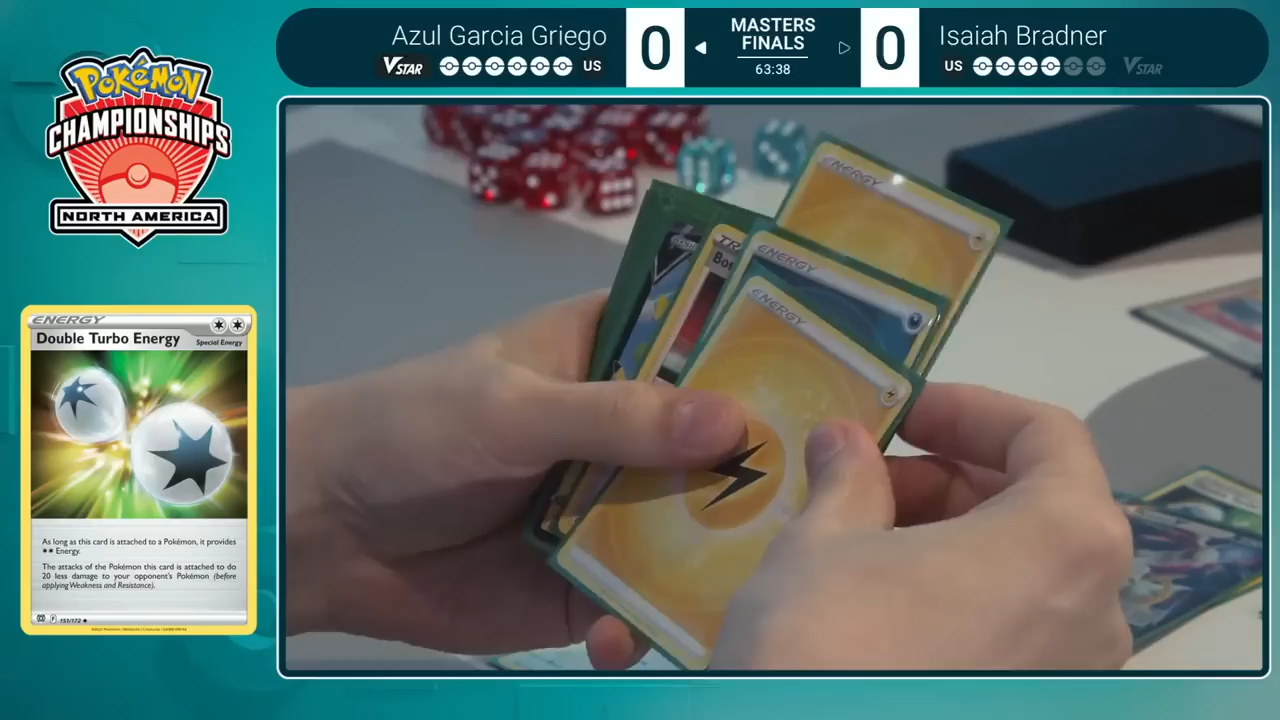 Azul Garcia Griego
0
MASTERS
FINALS
63:38
0
Isaiah Bradner
VSTAR
US
US
VSTAR
Pokémon
CHAMPIONSHIPS
NORTH AMERICA
ENERGY
Double Turbo Energy
Special Energy
As long as this card is attached to a Pokémon, it provides
Energy.
The attacks of the Pokémon this card is attached to do
20 less damage to your opponent's Pokémon (before
applying Weakness and Resistance).
F
151/172
ENERGY
TR
Bos
ENERGY
ENERGY